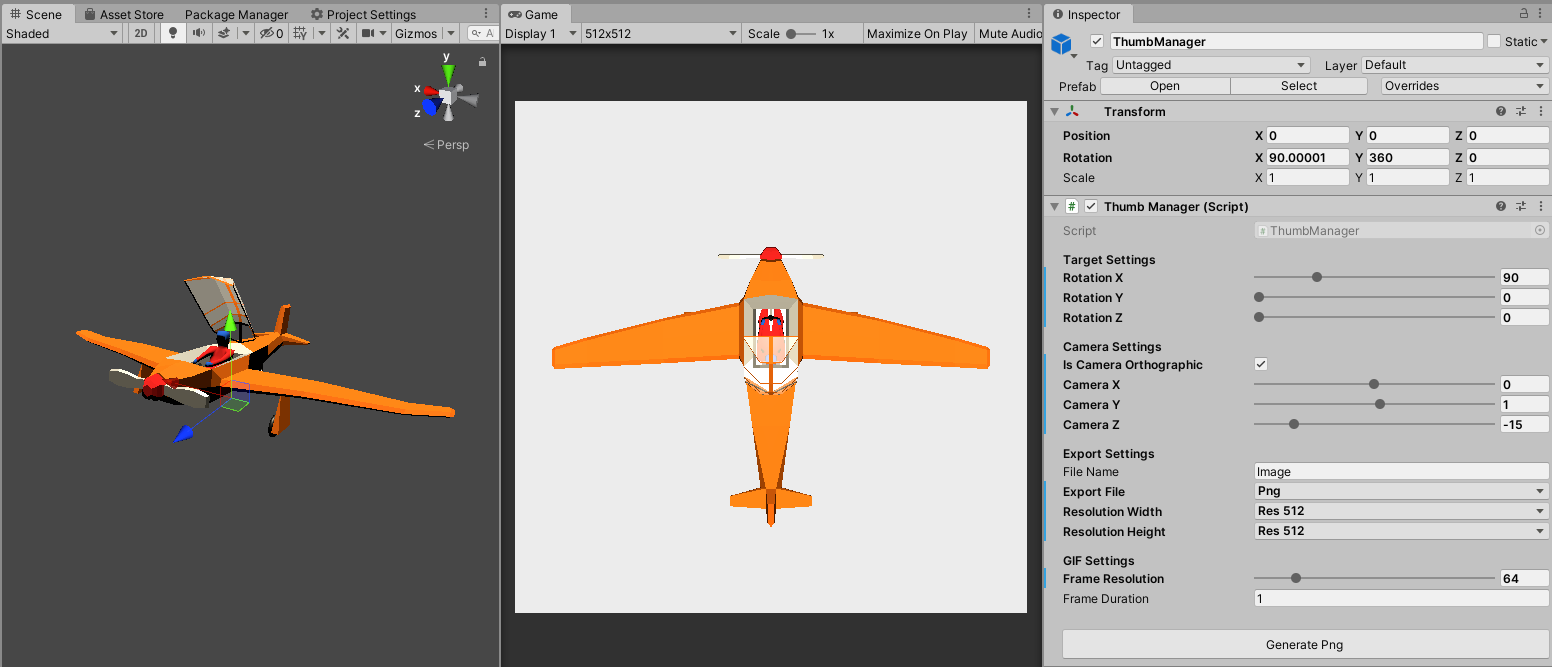 Scene Asset Store Package Manager Project Settings
Shaded 2D 0 Gizmos A
y
x
z
Persp
Game
Display 1 512x512 Scale 1x Maximize On Play Mute Audio
Inspector
ThumbManager Static
Tag Untagged Layer Default
Prefab Open Select Overrides
Transform
Position X 0 Y 0 Z 0
Rotation X 90.00001 Y 360 Z 0
Scale X 1 Y 1 Z 1
# Thumb Manager (Script)
Script # ThumbManager
Target Settings
Rotation X 90
Rotation Y 0
Rotation Z 0
Camera Settings
Is Camera Orthographic
Camera X 0
Camera Y 1
Camera Z -15
Export Settings
File Name Image
Export File Png
Resolution Width Res 512
Resolution Height Res 512
GIF Settings
Frame Resolution 64
Frame Duration 1
Generate Png